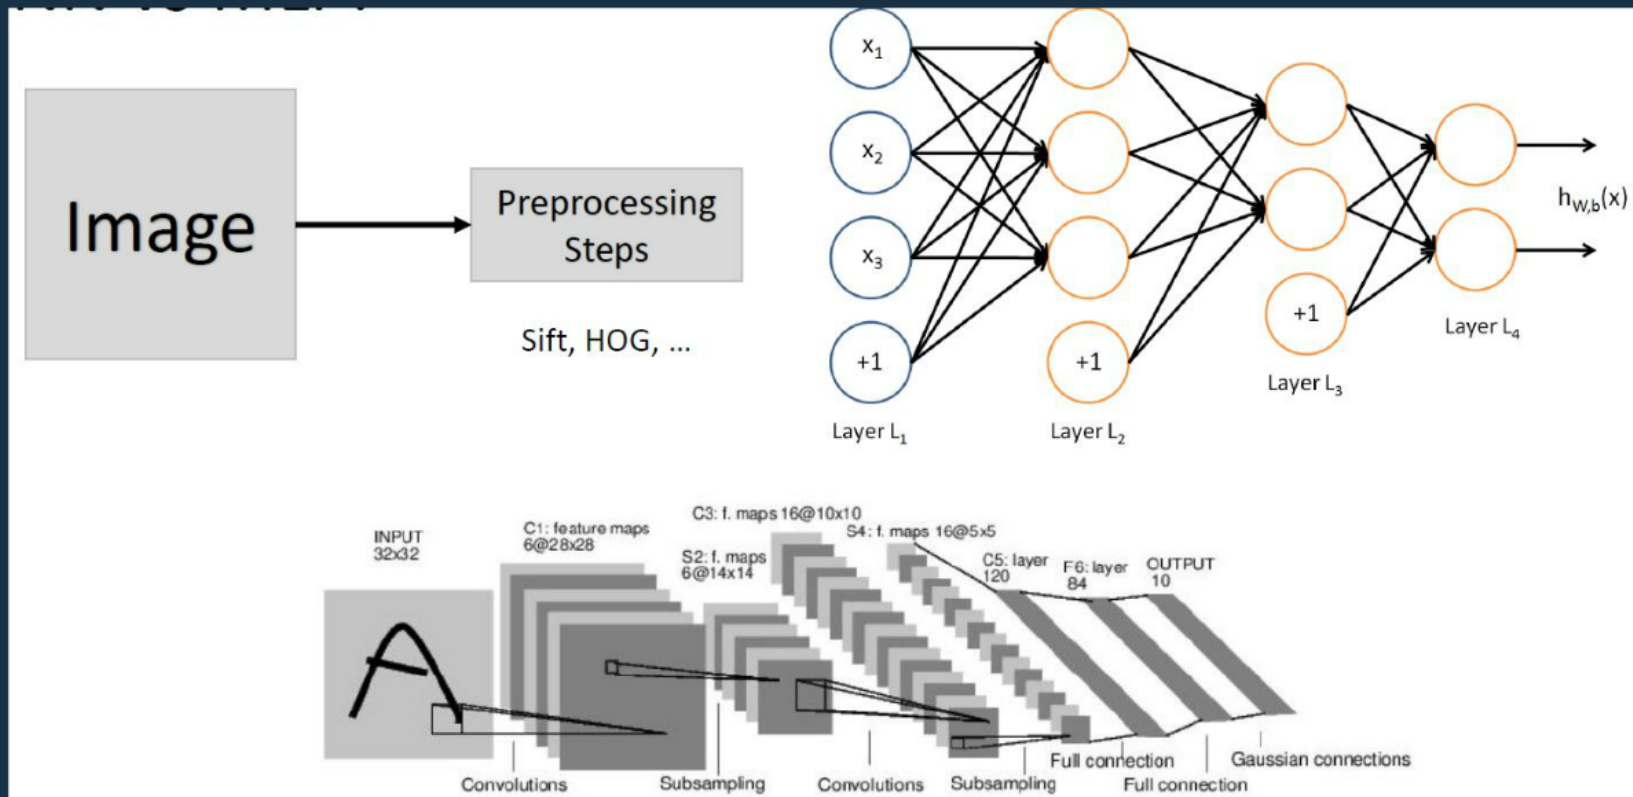 Image
Preprocessing
Steps
Sift, HOG, ...
x1
x2
x3
+1
Layer L1
+1
Layer L2
+1
Layer L3
Layer L4
hW,b(x)
INPUT
32x32
C1: feature maps
6@28x28
S2: f. maps
6@14x14
C3: f. maps 16@10x10
S4: f. maps 16@5x5
C5: layer
120
F6: layer
84
OUTPUT
10
Convolutions
Subsampling
Convolutions
Subsampling
Full connection
Full connection
Gaussian connections